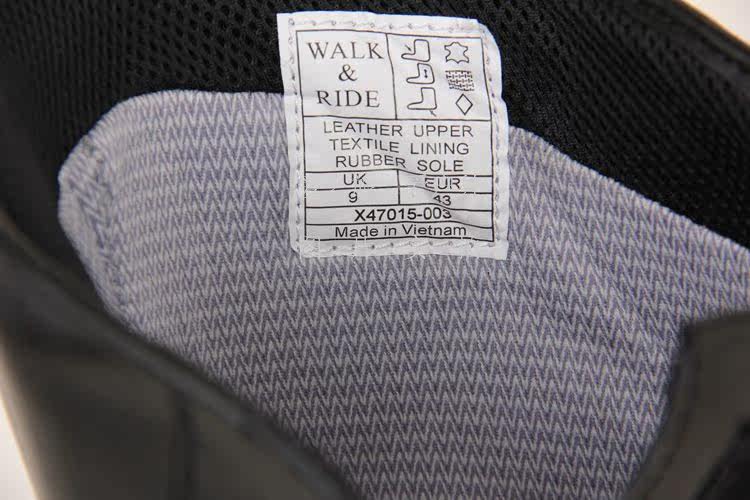 WALK
&
RIDE
LEATHER UPPER
TEXTILE LINING
RUBBER SOLE
UK EUR
9 43
X47015-003
Made in Vietnam